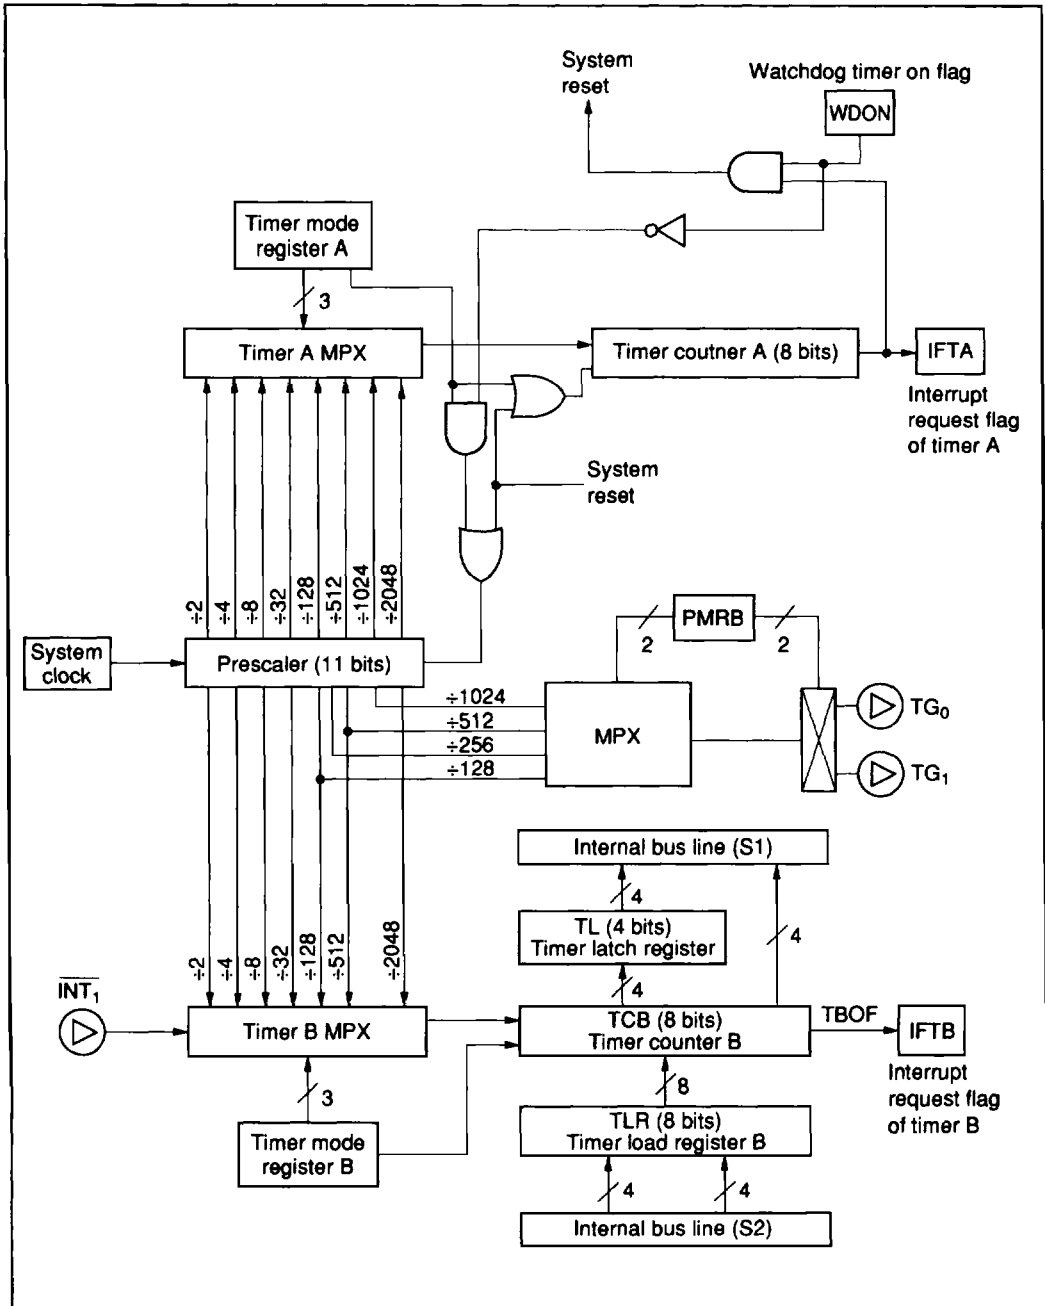 System
reset
Watchdog timer on flag
WDON
Timer mode
register A
3
Timer A MPX
Timer coutner A (8 bits)
IFTA
Interrupt
request flag
of timer A
System
reset
÷2
÷4
÷8
÷32
÷128
÷512
÷1024
÷2048
System
clock
Prescaler (11 bits)
÷1024
÷512
÷256
÷128
MPX
2
PMRB
2
TG0
TG1
Internal bus line (S1)
4
TL (4 bits)
Timer latch register
4
4
÷2
÷4
÷8
÷32
÷128
÷512
÷2048
INT1
Timer B MPX
TCB (8 bits)
Timer counter B
TBOF
IFTB
Interrupt
request flag
of timer B
3
Timer mode
register B
8
TLR (8 bits)
Timer load register B
4
4
Internal bus line (S2)